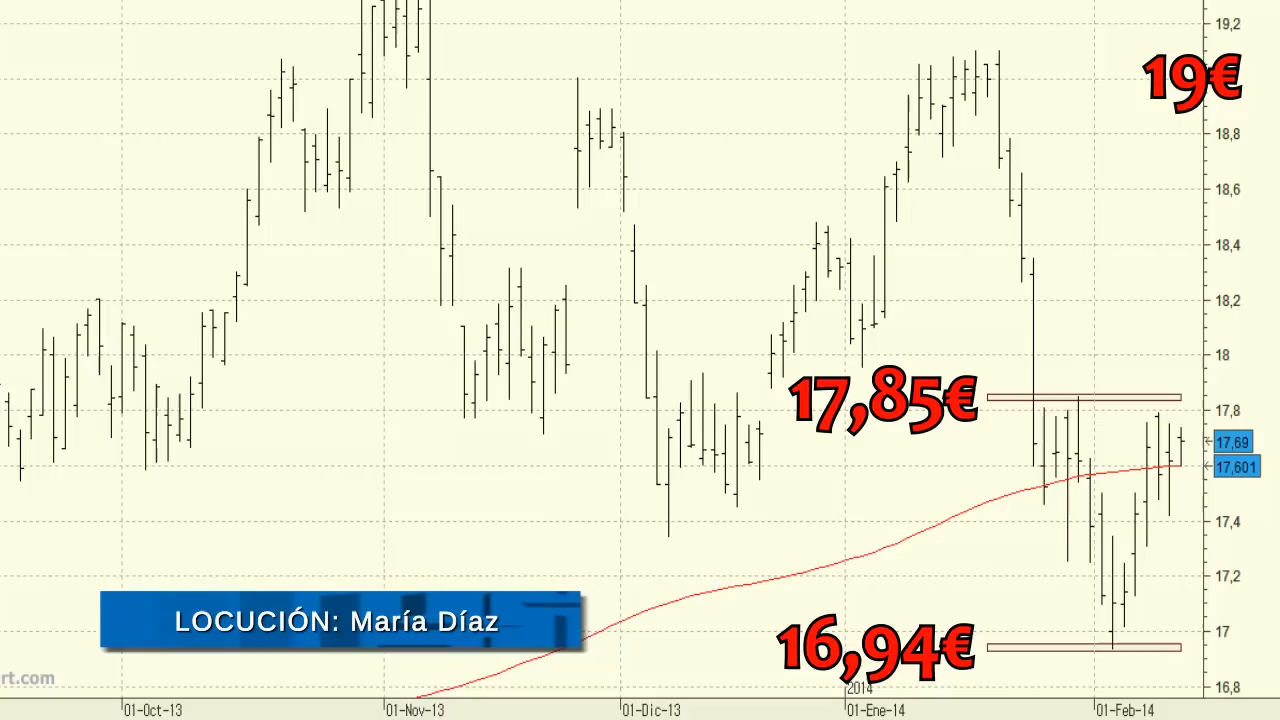 19,2
19€
18,8
18,6
18,4
18,2
18
17,85€
17,8
17,69
17,601
17,4
17,2
LOCUCIÓN: María Díaz
17
16,94€
rt.com
16,8
2014
01-Oct-13
01-Nov-13
01-Dic-13
01-Ene-14
01-Feb-14